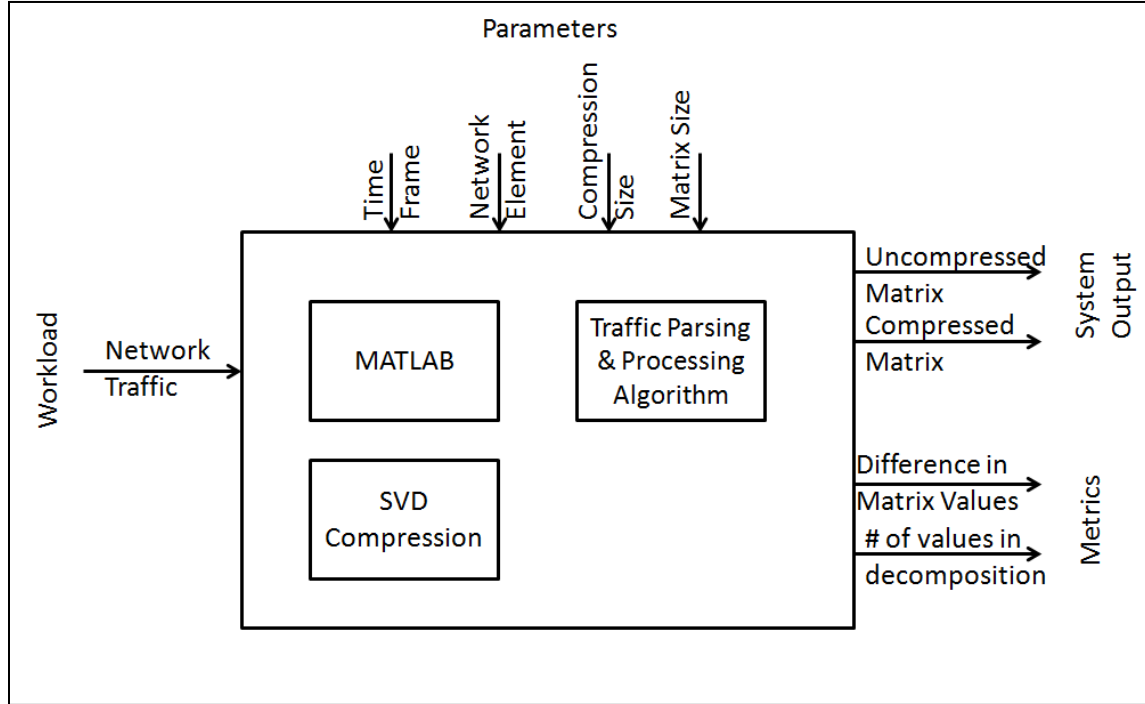 Parameters
Time
Frame
Network
Element
Compression
Size
Matrix Size
Workload
Network
Traffic
MATLAB
Traffic Parsing
& Processing
Algorithm
SVD
Compression
Uncompressed
Matrix
Compressed
Matrix
System
Output
Difference in
Matrix Values
# of values in
decomposition
Metrics